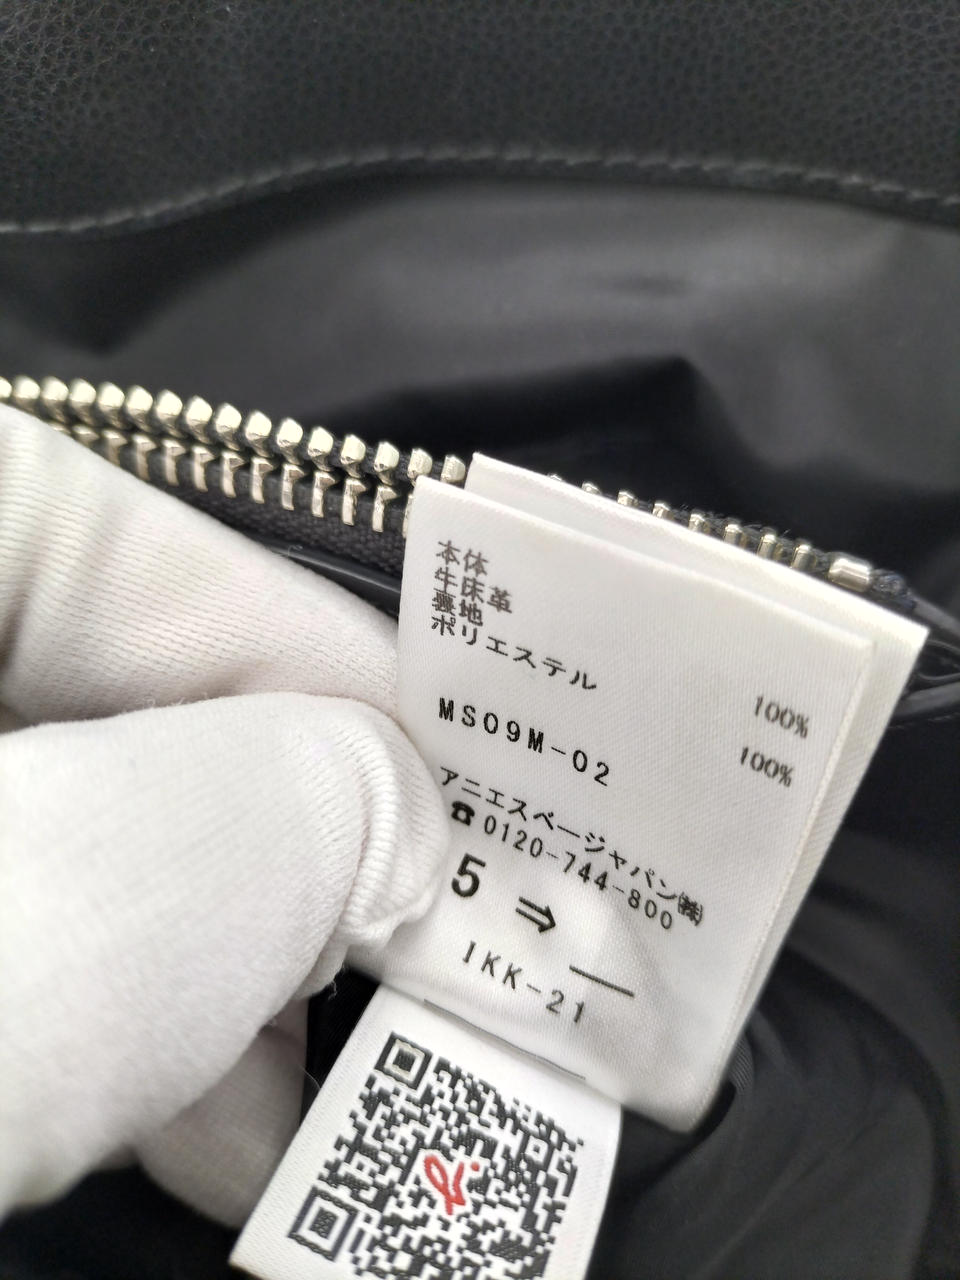 本体
牛床革
裏地
ポリエステル
100%
100%
MS09M-02
アニエスベージャパン㈱
☎0120-744-800
5 ⇒ —
IKK-21
b.